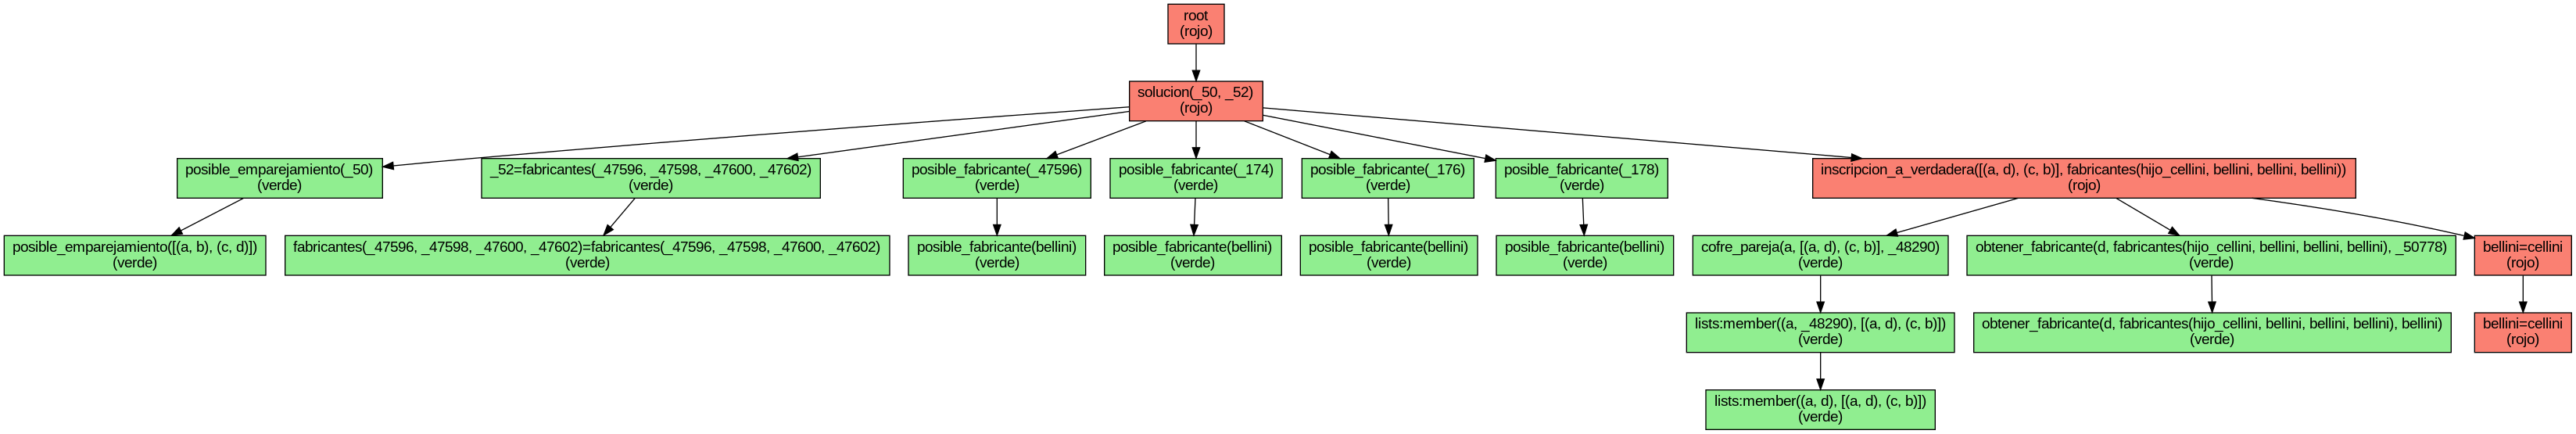 root
(rojo)
solucion(_50, _52)
(rojo)
posible_emparejamiento(_50)
(verde)
_52=fabricantes(_47596, _47598, _47600, _47602)
(verde)
posible_fabricante(_47596)
(verde)
posible_fabricante(_174)
(verde)
posible_fabricante(_176)
(verde)
posible_fabricante(_178)
(verde)
inscripcion_a_verdadera([(a, d), (c, b)], fabricantes(hijo_cellini, bellini, bellini, bellini))
(rojo)
posible_emparejamiento([(a, b), (c, d)])
(verde)
fabricantes(_47596, _47598, _47600, _47602)=fabricantes(_47596, _47598, _47600, _47602)
(verde)
posible_fabricante(bellini)
(verde)
posible_fabricante(bellini)
(verde)
posible_fabricante(bellini)
(verde)
posible_fabricante(bellini)
(verde)
cofre_pareja(a, [(a, d), (c, b)], _48290)
(verde)
obtener_fabricante(d, fabricantes(hijo_cellini, bellini, bellini, bellini), _50778)
(verde)
bellini=cellini
(rojo)
lists:member((a, _48290), [(a, d), (c, b)])
(verde)
obtener_fabricante(d, fabricantes(hijo_cellini, bellini, bellini, bellini), bellini)
(verde)
bellini=cellini
(rojo)
lists:member((a, d), [(a, d), (c, b)])
(verde)